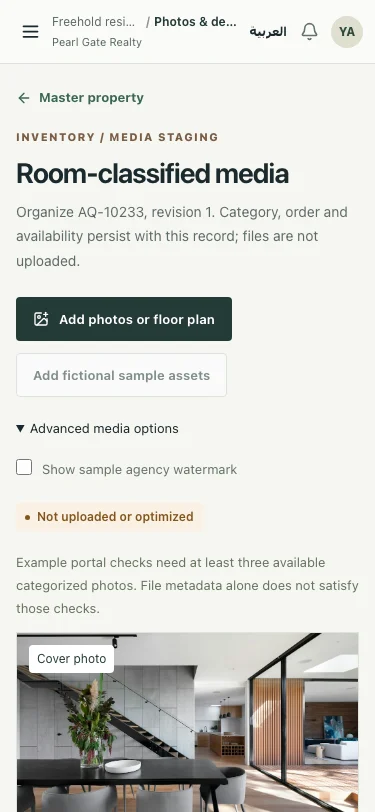 Freehold resi... / Photos & de...
Pearl Gate Realty
العربية
YA
Master property
INVENTORY / MEDIA STAGING
Room-classified media
Organize AQ-10233, revision 1. Category, order and
availability persist with this record; files are not
uploaded.
Add photos or floor plan
Add fictional sample assets
Advanced media options
Show sample agency watermark
Not uploaded or optimized
Example portal checks need at least three available
categorized photos. File metadata alone does not satisfy
those checks.
Cover photo